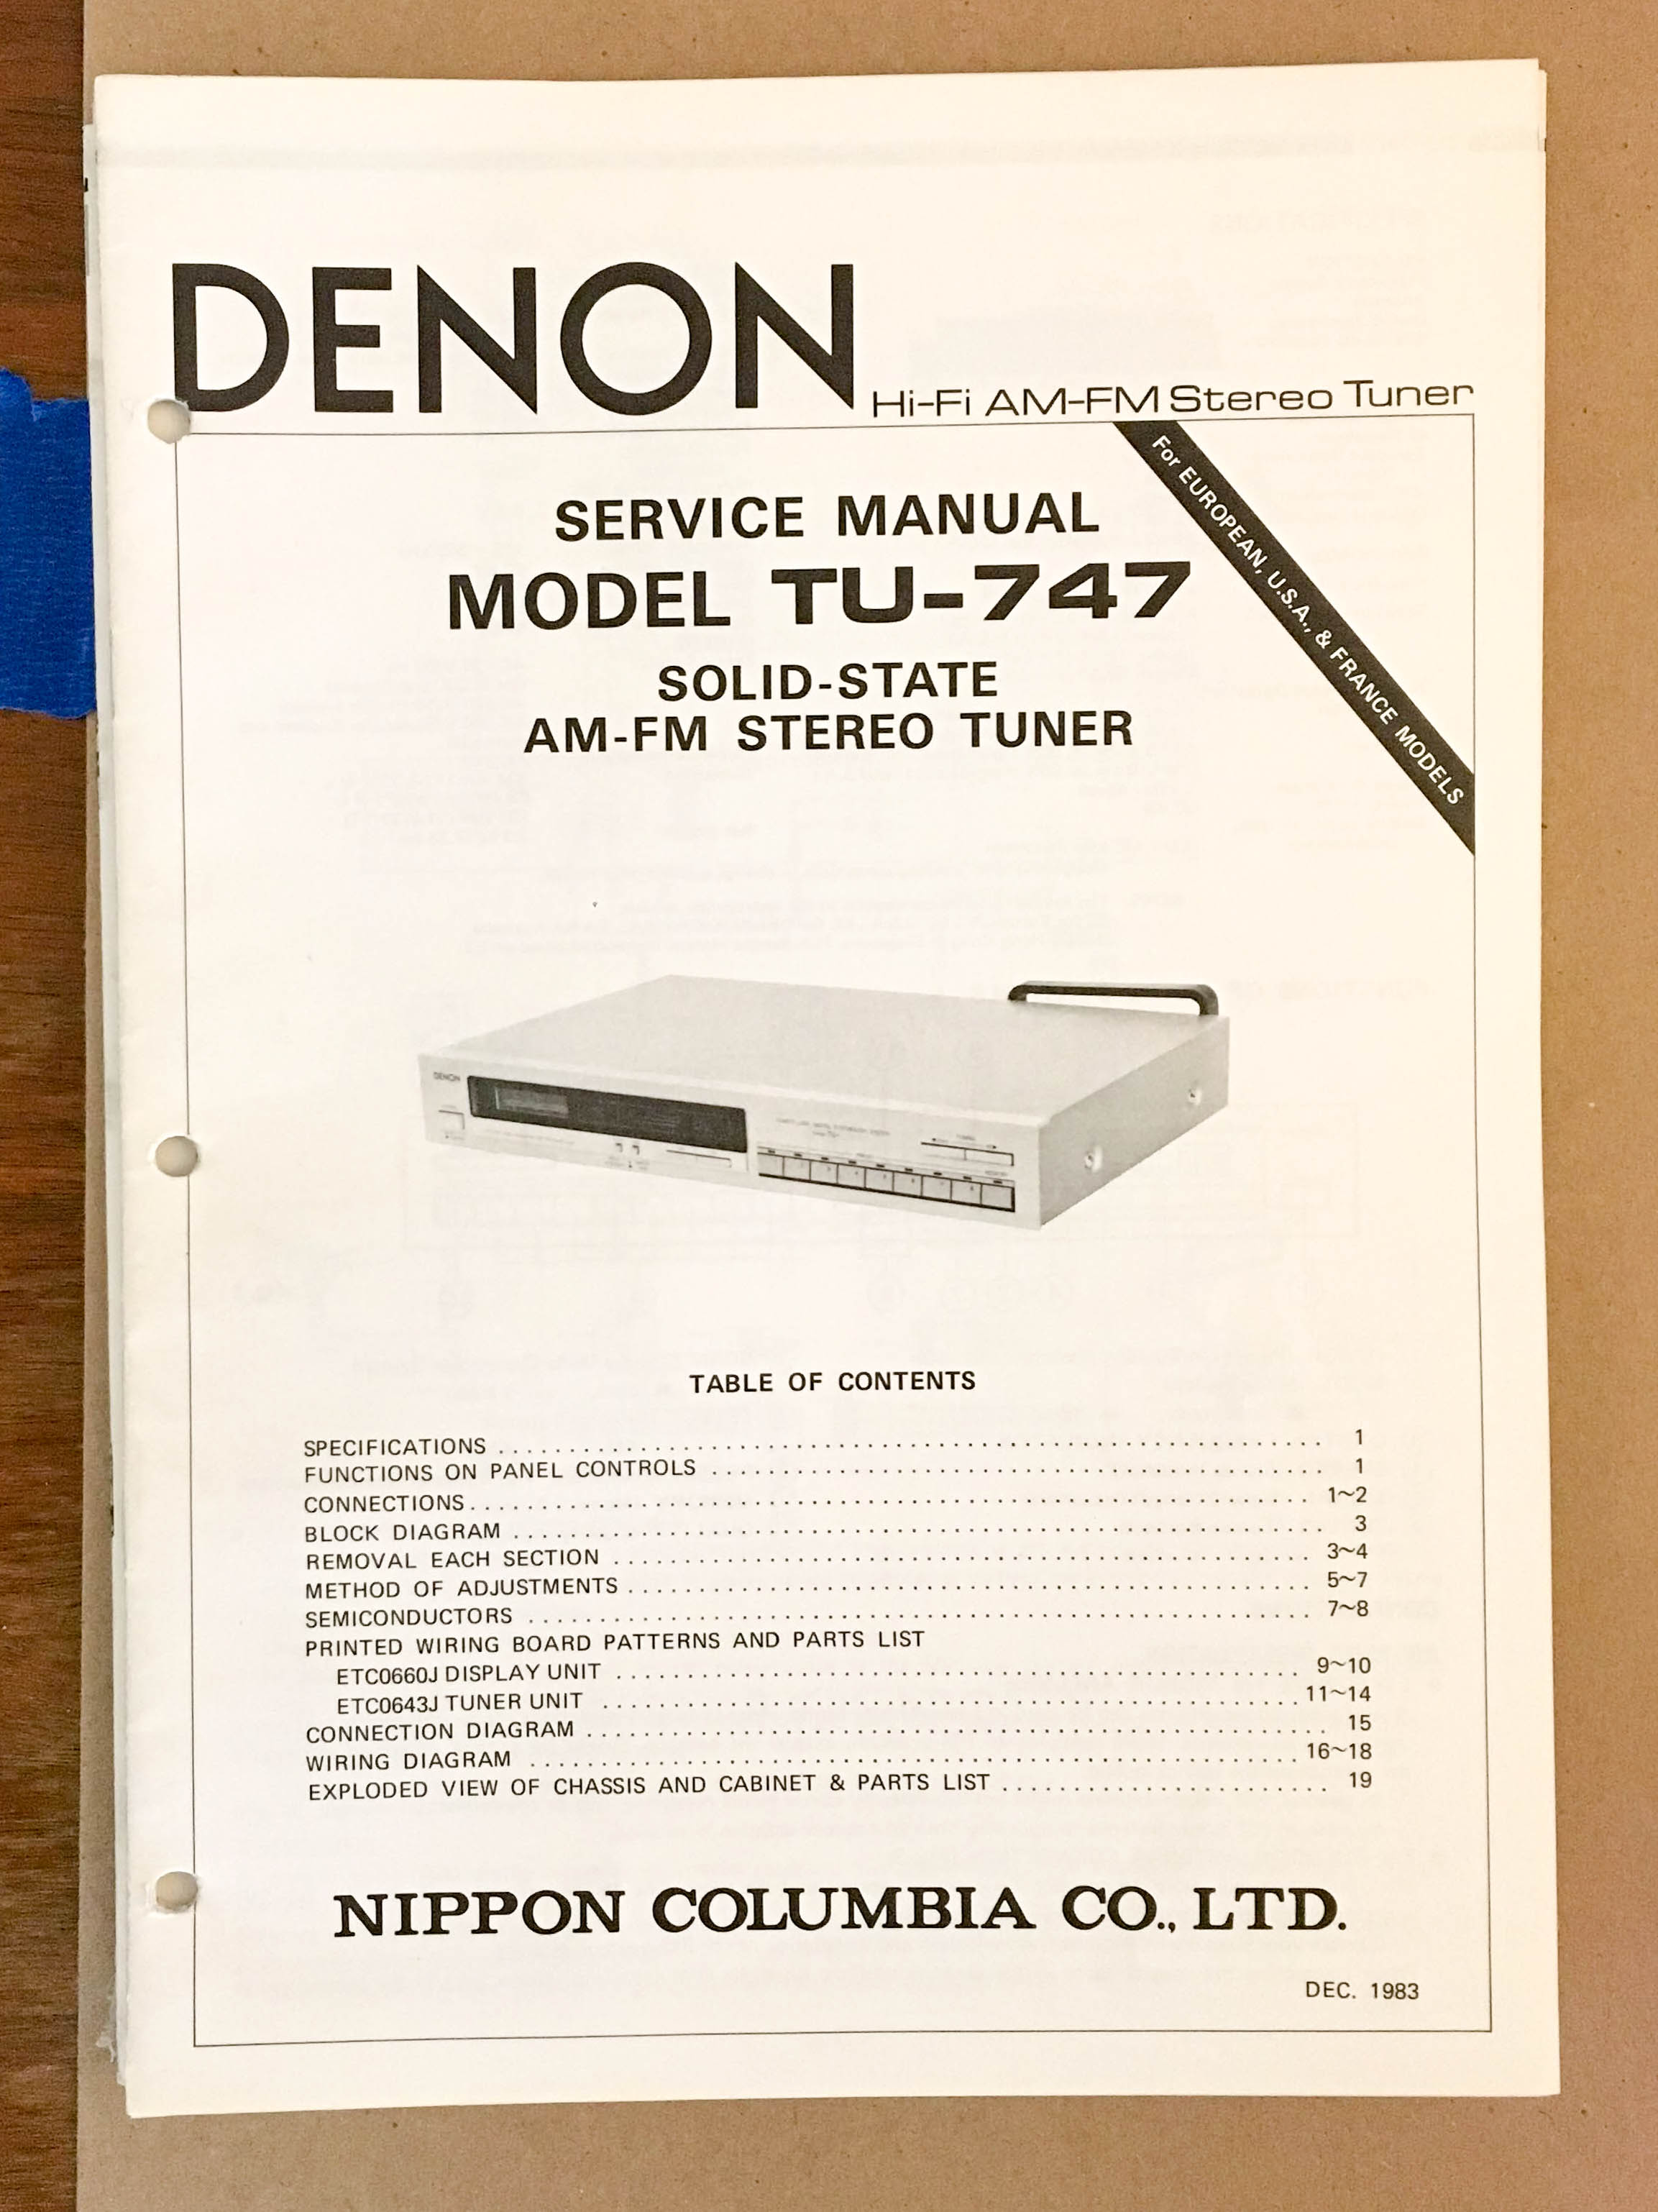 DENON
Hi-Fi AM-FM Stereo Tuner
For EUROPEAN, U.S.A., & FRANCE MODELS
SERVICE MANUAL
MODEL TU-747
SOLID-STATE
AM-FM STEREO TUNER
DENON
TABLE OF CONTENTS
SPECIFICATIONS . . . . . . . . . . 1
FUNCTIONS ON PANEL CONTROLS . . . . . . . . . . 1
CONNECTIONS . . . . . . . . . . 1~2
BLOCK DIAGRAM . . . . . . . . . . 3
REMOVAL EACH SECTION . . . . . . . . . . 3~4
METHOD OF ADJUSTMENTS . . . . . . . . . . 5~7
SEMICONDUCTORS . . . . . . . . . . 7~8
PRINTED WIRING BOARD PATTERNS AND PARTS LIST
ETC0660J DISPLAY UNIT . . . . . . . . . . 9~10
ETC0643J TUNER UNIT . . . . . . . . . . 11~14
CONNECTION DIAGRAM . . . . . . . . . . 15
WIRING DIAGRAM . . . . . . . . . . 16~18
EXPLODED VIEW OF CHASSIS AND CABINET & PARTS LIST . . . . . . . . . . 19
NIPPON COLUMBIA CO., LTD.
DEC. 1983